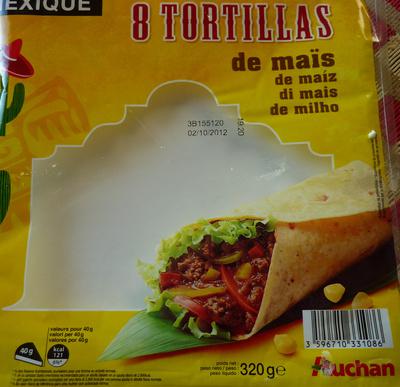 MEXIQUE
8 TORTILLAS
de maïs
de maíz
di mais
de milho
3B155120 19:20
02/10/2012
valeurs pour 40g
valori per 40g
valores por 40g
40g
kcal
121
6%*
poids net :
peso neto / peso
peso líquido :
320g℮
3 596710 331086
Auchan